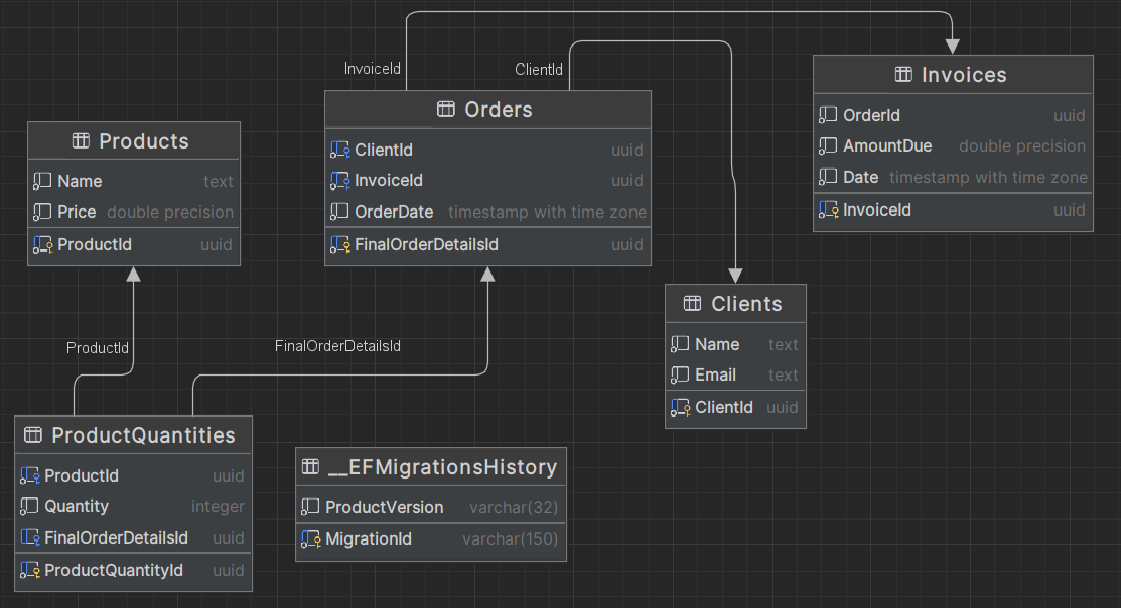 InvoiceId
ClientId
Invoices
OrderId uuid
AmountDue double precision
Date timestamp with time zone
InvoiceId uuid
Orders
ClientId uuid
InvoiceId uuid
OrderDate timestamp with time zone
FinalOrderDetailsId uuid
Products
Name text
Price double precision
ProductId uuid
Clients
Name text
Email text
ClientId uuid
ProductId
FinalOrderDetailsId
ProductQuantities
ProductId uuid
Quantity integer
FinalOrderDetailsId uuid
ProductQuantityId uuid
__EFMigrationsHistory
ProductVersion varchar(32)
MigrationId varchar(150)